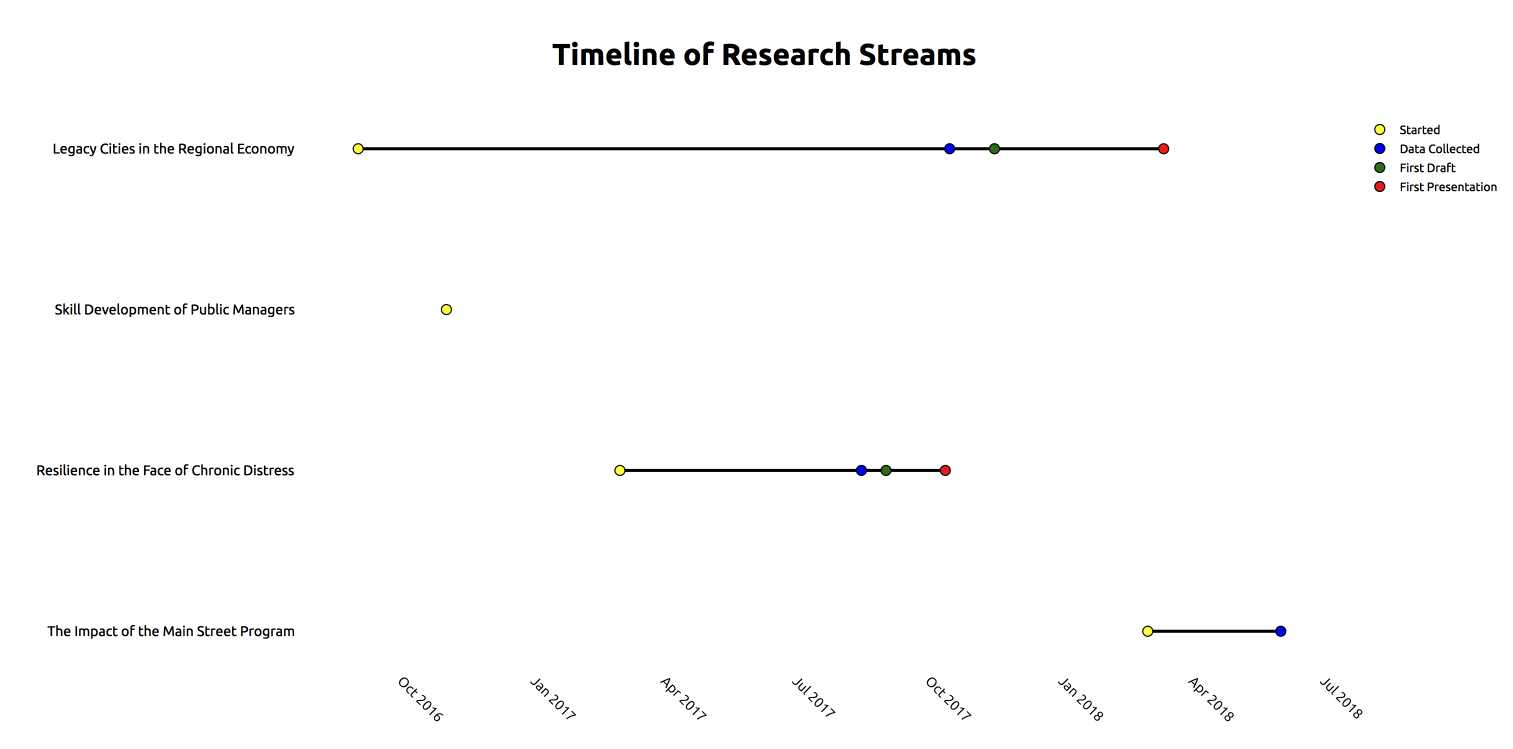 Timeline of Research Streams
Started
Legacy Cities in the Regional Economy
Data Collected
First Draft
First Presentation
Skill Development of Public Managers
Resilience in the Face of Chronic Distress
The Impact of the Main Street Program
Oct 2016
Jan 2017
Apr 2017
Jul 2017
Oct 2017
Jan 2018
Apr 2018
Jul 2018